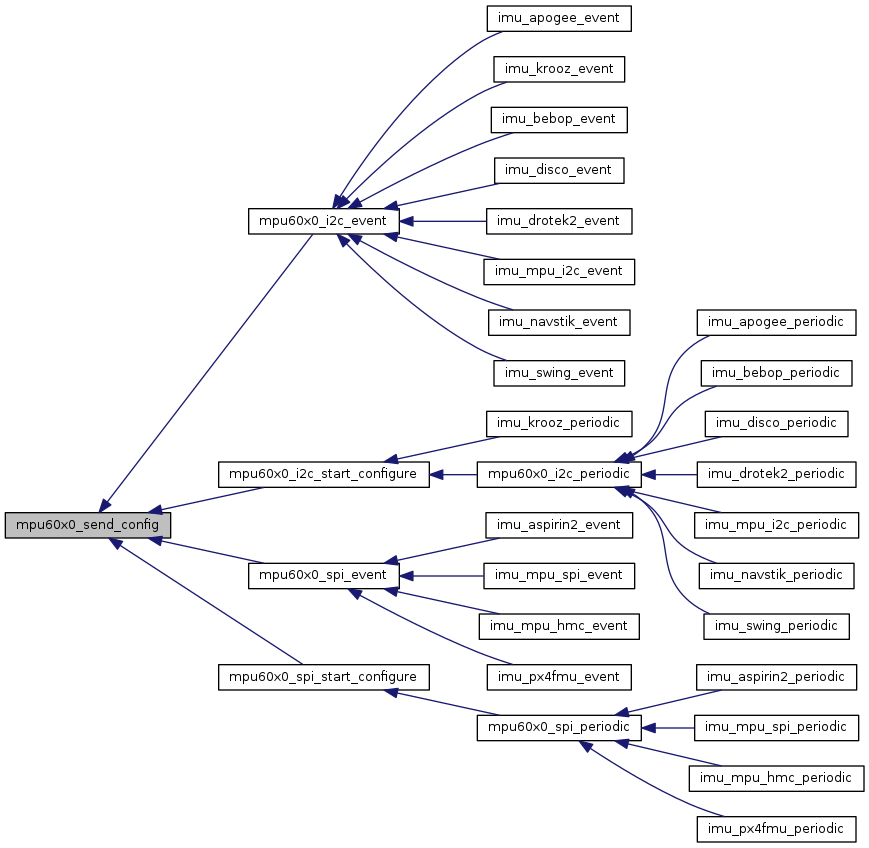 imu_apogee_event
imu_krooz_event
imu_bebop_event
imu_disco_event
mpu60x0_i2c_event
imu_drotek2_event
imu_mpu_i2c_event
imu_navstik_event
imu_apogee_periodic
imu_swing_event
imu_bebop_periodic
imu_krooz_periodic
imu_disco_periodic
mpu60x0_i2c_start_configure
mpu60x0_i2c_periodic
imu_drotek2_periodic
mpu60x0_send_config
imu_aspirin2_event
imu_mpu_i2c_periodic
mpu60x0_spi_event
imu_mpu_spi_event
imu_navstik_periodic
imu_mpu_hmc_event
imu_swing_periodic
mpu60x0_spi_start_configure
imu_px4fmu_event
imu_aspirin2_periodic
mpu60x0_spi_periodic
imu_mpu_spi_periodic
imu_mpu_hmc_periodic
imu_px4fmu_periodic